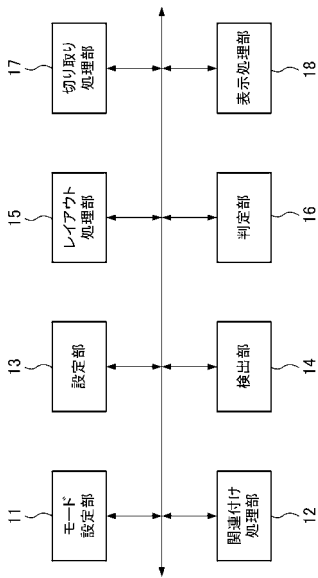 11
モード
設定部
13
設定部
15
レイアウト
処理部
17
切り取り
処理部
関連付け
処理部
12
検出部
14
判定部
16
表示処理部
18